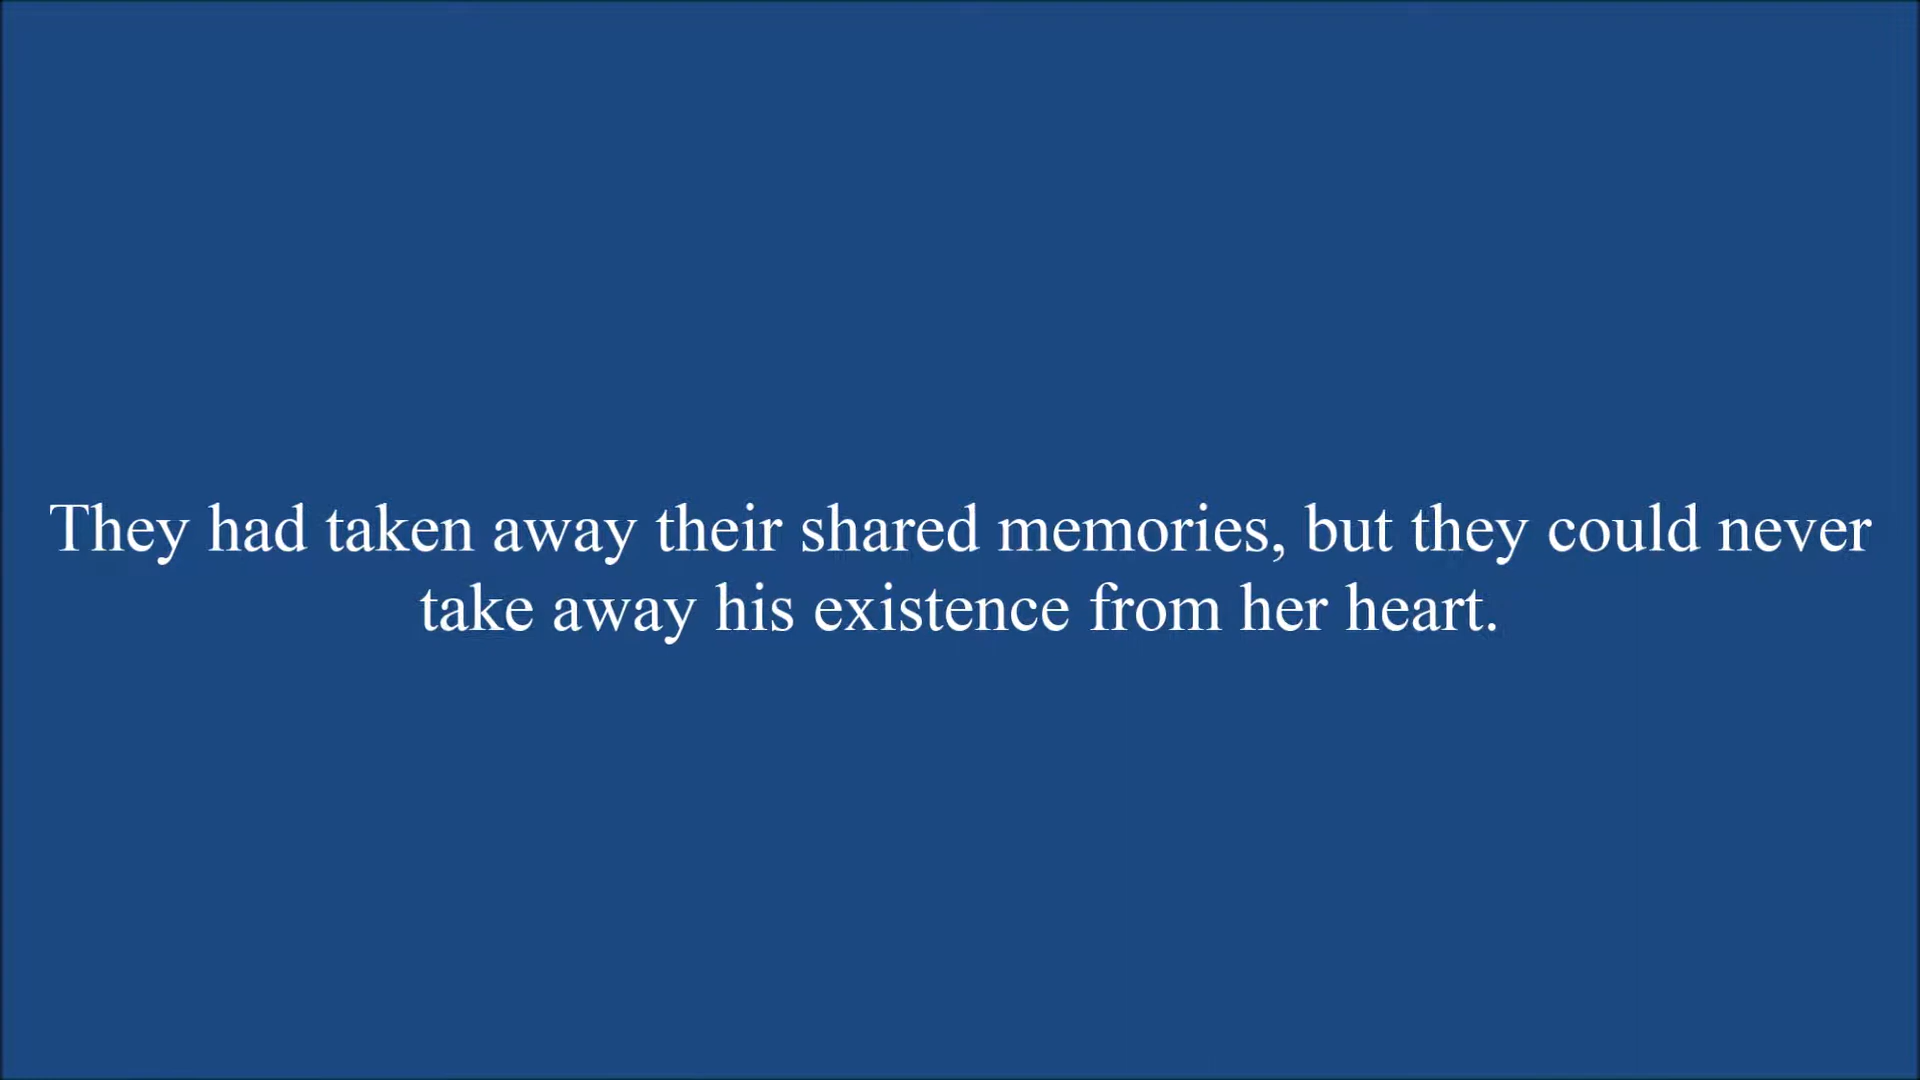 They had taken away their shared memories, but they could never
take away his existence from her heart.